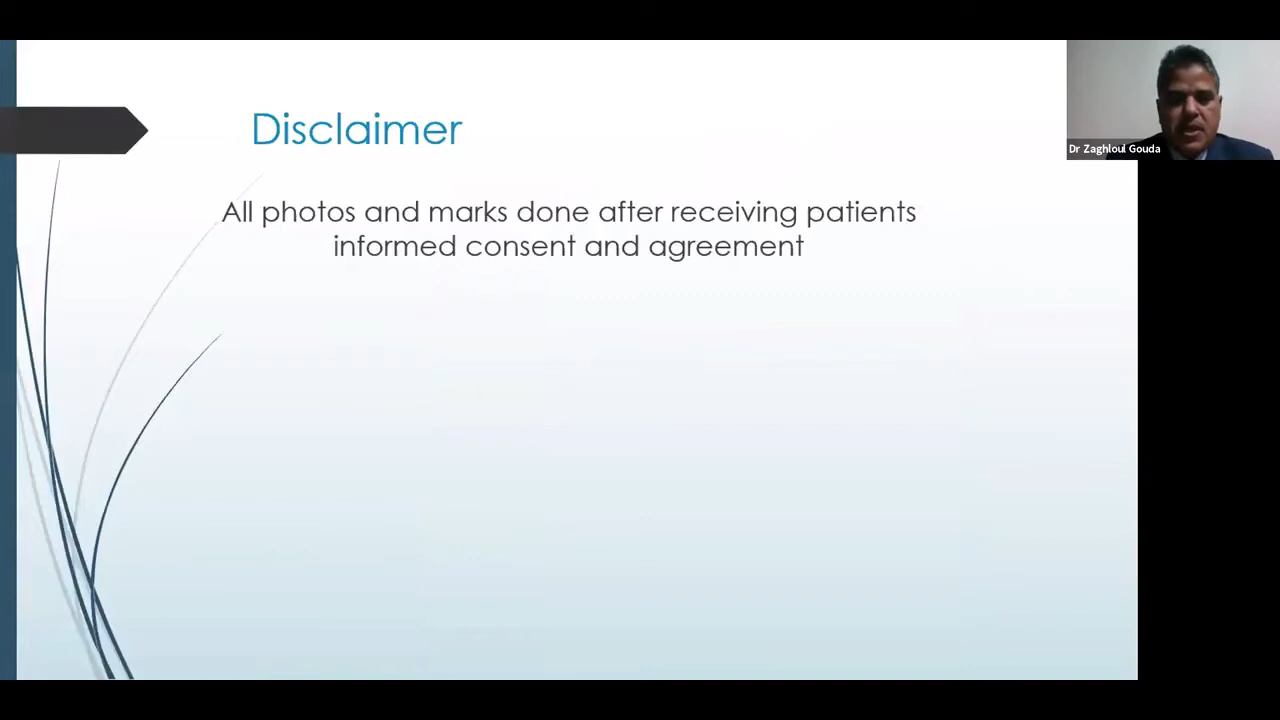 Disclaimer
All photos and marks done after receiving patients
informed consent and agreement
Dr Zaghloul Gouda